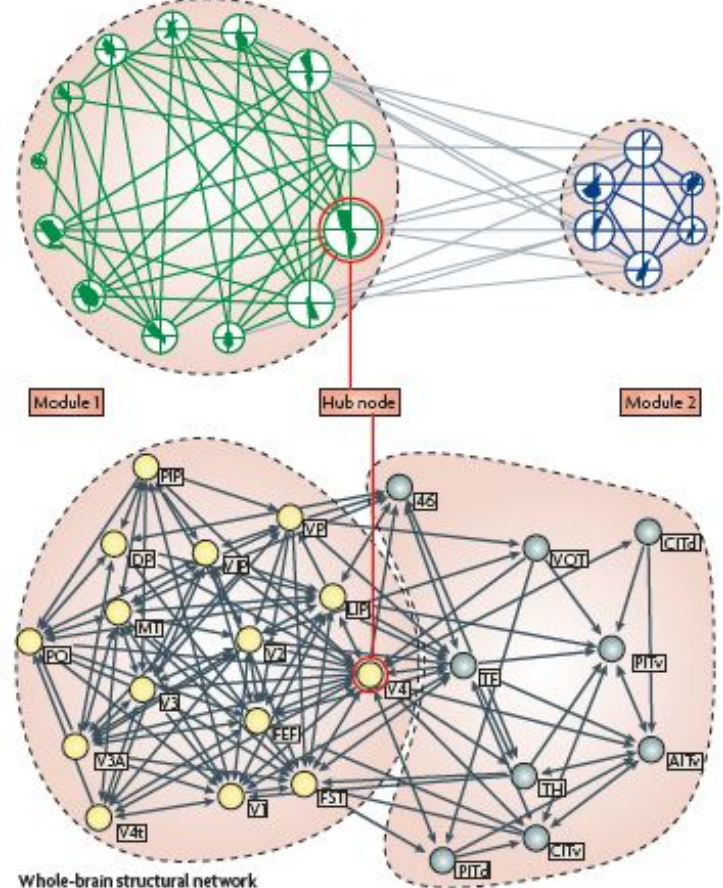 Module 1
Hub node
Module 2
PIP
46
VP
DP
VIP
VOT
CITd
LIP
MT
V2
PO
PITv
V4
TF
V3
FEF
V3A
AITv
TH
V1
FST
V4t
CITv
PITd
Whole-brain structural network